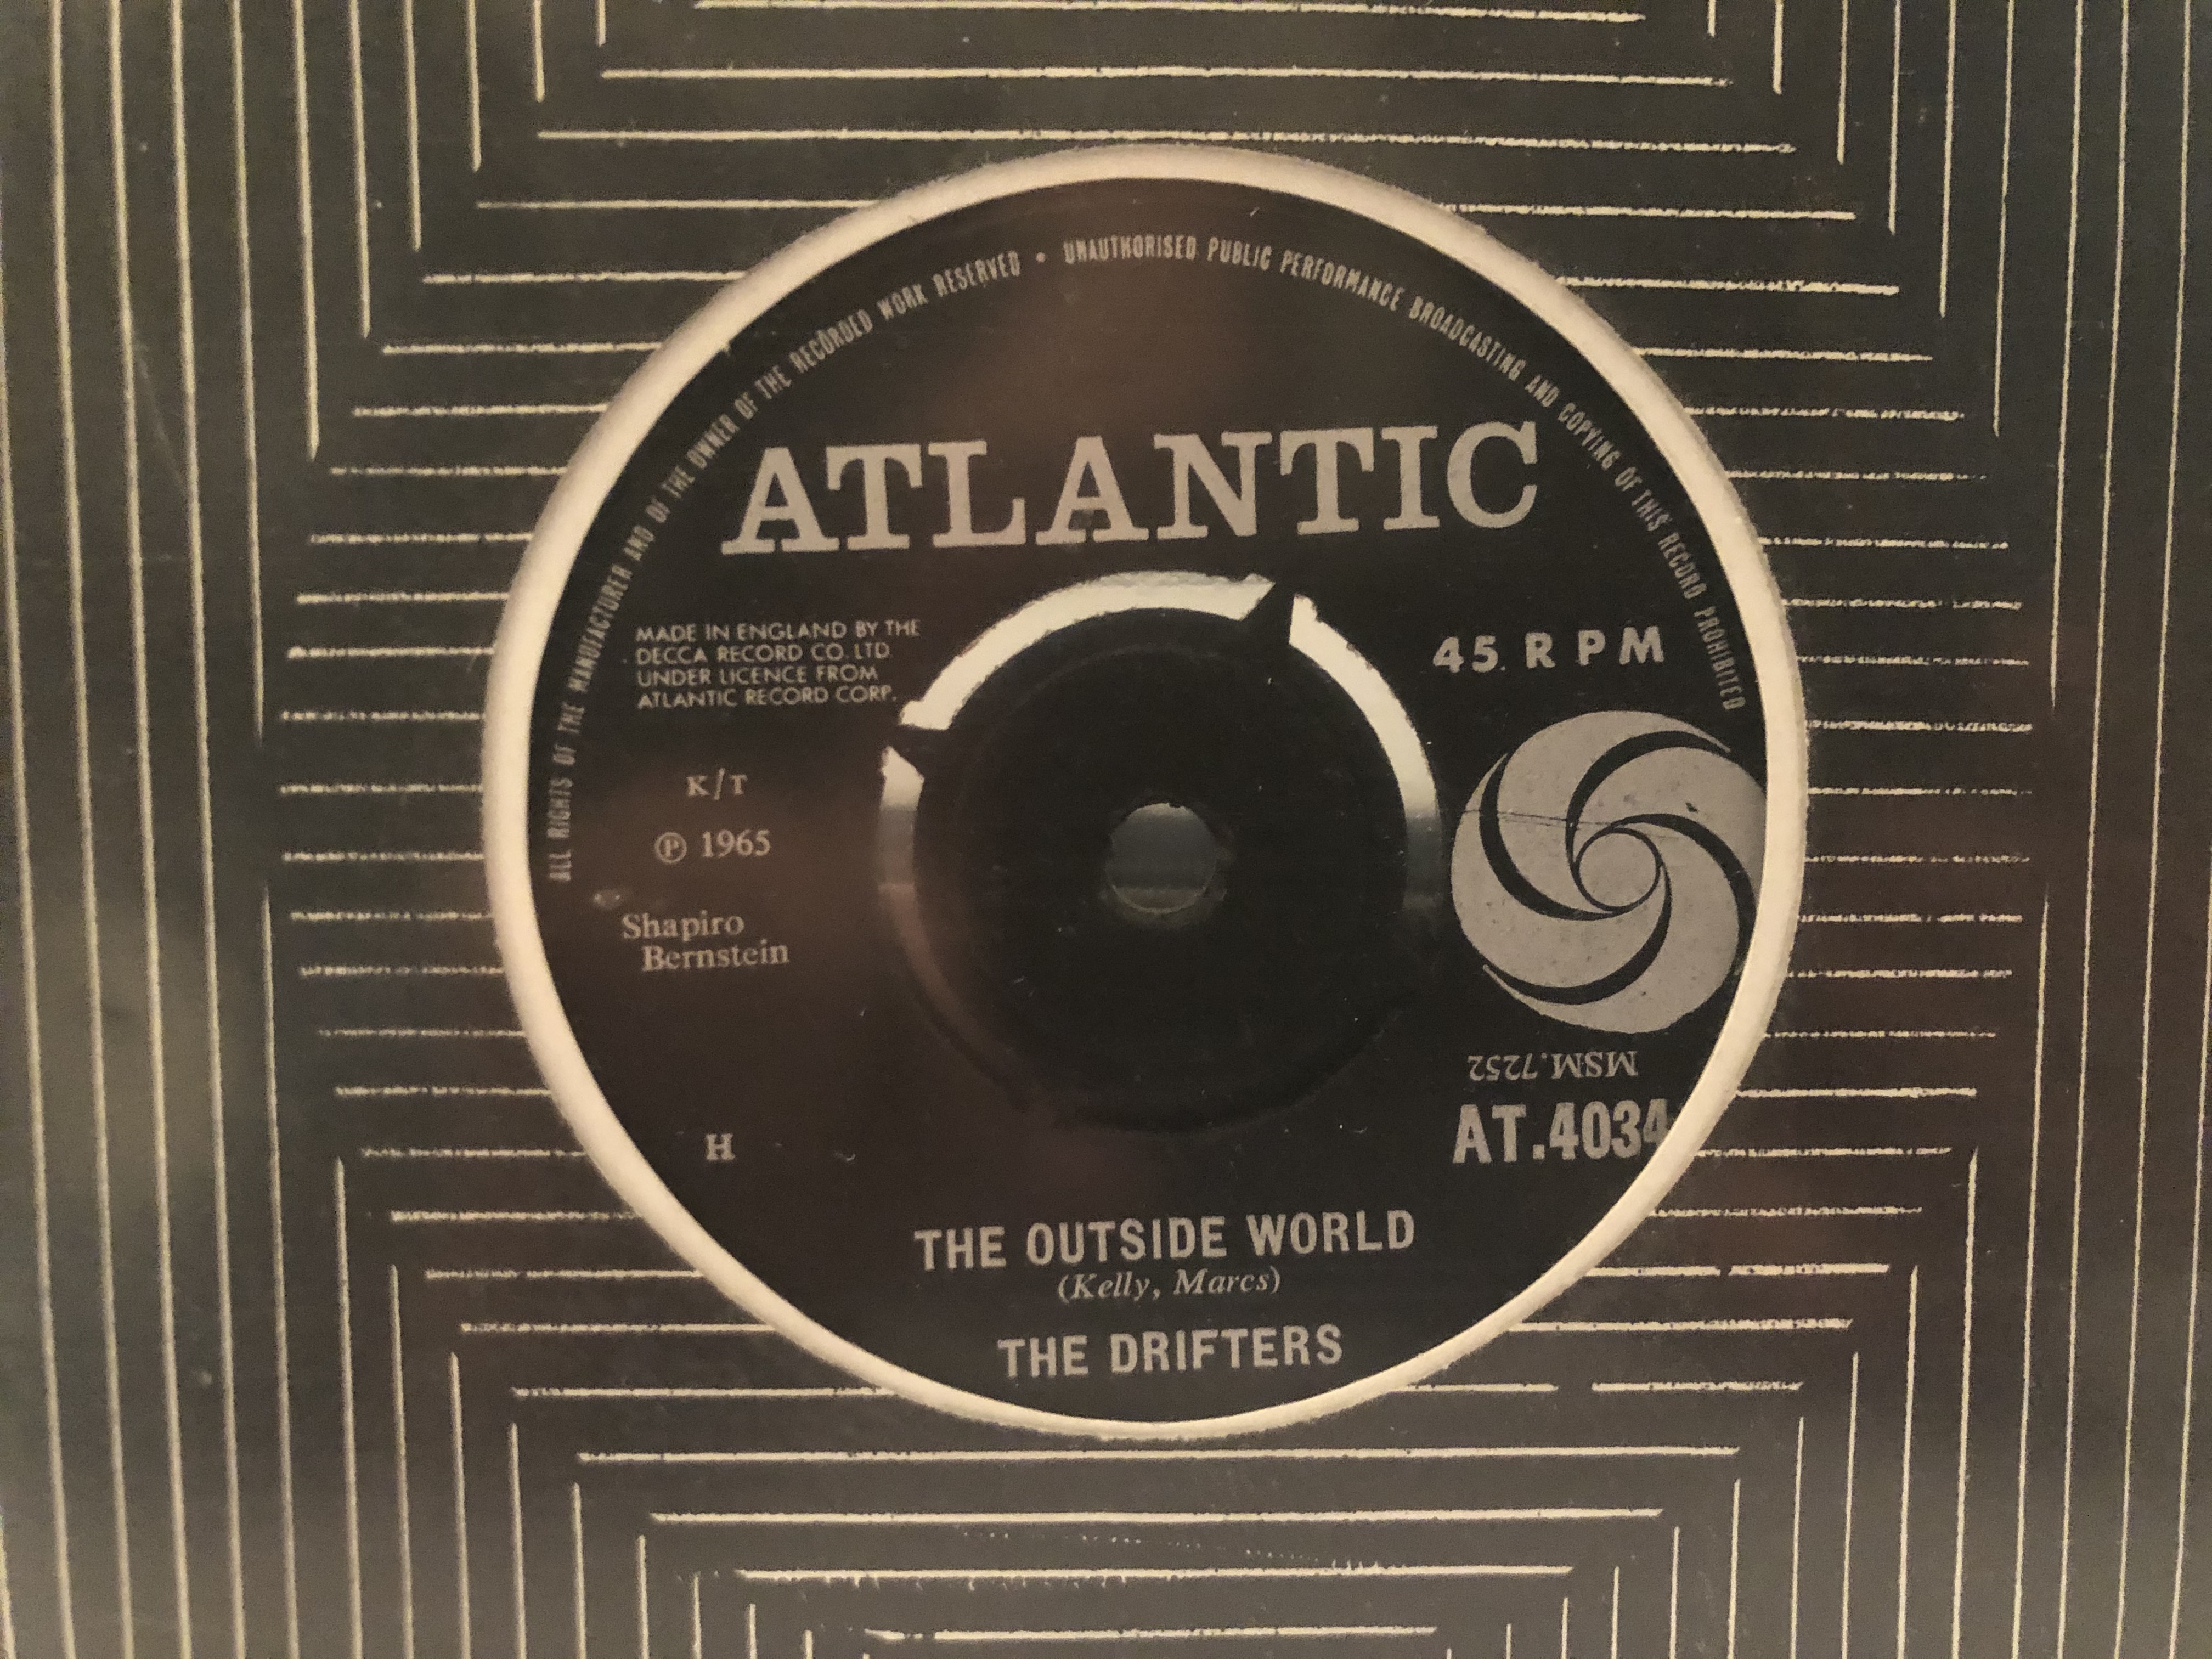 ALL RIGHTS OF THE MANUFACTURER AND OF THE OWNER OF THE RECORDED WORK RESERVED • UNAUTHORISED PUBLIC PERFORMANCE BROADCASTING AND COPYING OF THIS RECORD PROHIBITED
ATLANTIC
MADE IN ENGLAND BY THE
DECCA RECORD CO. LTD.
UNDER LICENCE FROM
ATLANTIC RECORD CORP.
45 R P M
K/T
℗ 1965
Shapiro
Bernstein
MSM.7252
AT.4034
H
THE OUTSIDE WORLD
(Kelly, Marcs)
THE DRIFTERS